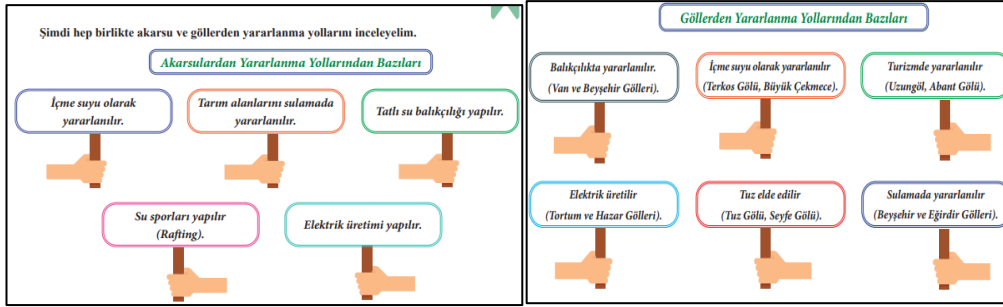 Şimdi hep birlikte akarsu ve göllerden yararlanma yollarını inceleyelim.
Akarsulardan Yararlanma Yollarından Bazıları
İçme suyu olarak
yararlanılır.
Tarım alanlarını sulamada
yararlanılır.
Tatlı su balıkçılığı yapılır.
Su sporları yapılır
(Rafting).
Elektrik üretimi yapılır.
Göllerden Yararlanma Yollarından Bazıları
Balıkçılıkta yararlanılır.
(Van ve Beyşehir Gölleri).
İçme suyu olarak yararlanılır
(Terkos Gölü, Büyük Çekmece).
Turizmde yararlanılır
(Uzungöl, Abant Gölü).
Elektrik üretilir
(Tortum ve Hazar Gölleri).
Tuz elde edilir
(Tuz Gölü, Seyfe Gölü).
Sulamada yararlanılır
(Beyşehir ve Eğirdir Gölleri).